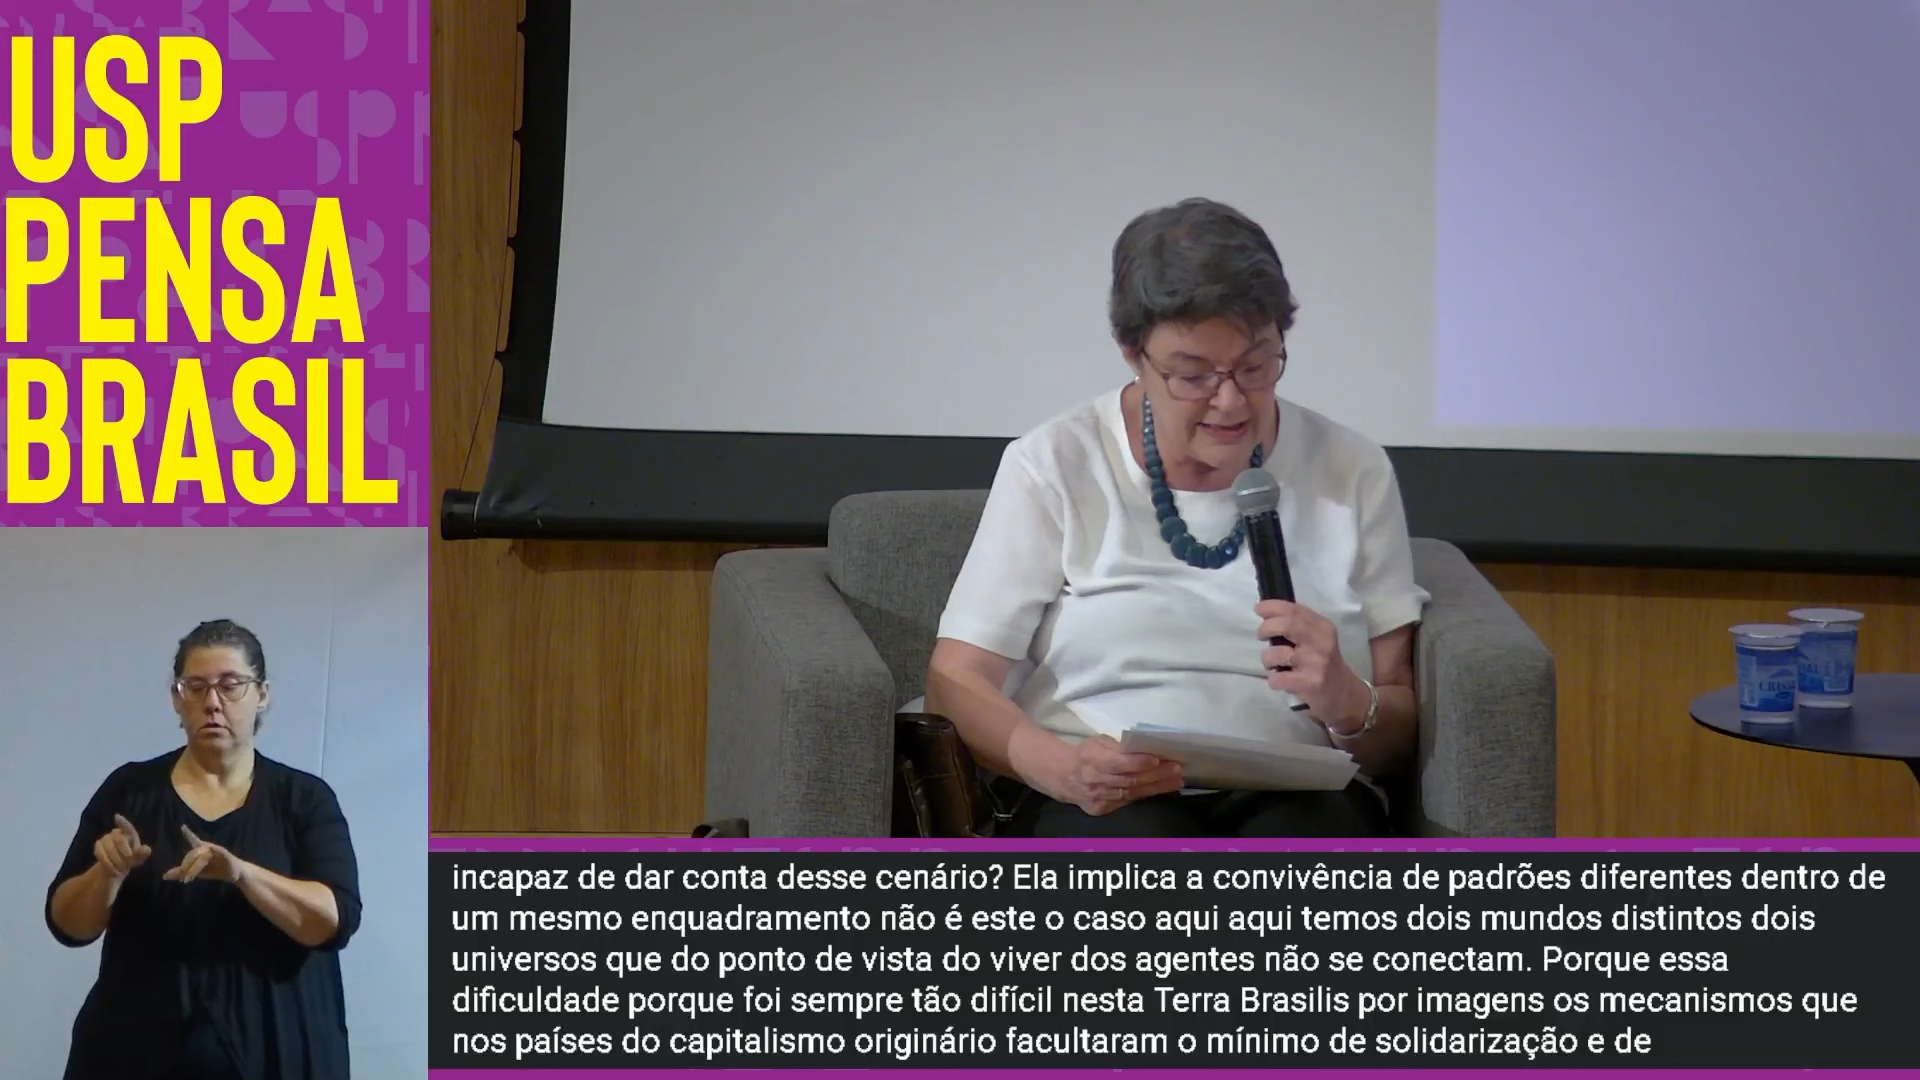 USP
PENSA
BRASIL
incapaz de dar conta desse cenário? Ela implica a convivência de padrões diferentes dentro de
um mesmo enquadramento não é este o caso aqui aqui temos dois mundos distintos dois
universos que do ponto de vista do viver dos agentes não se conectam. Porque essa
dificuldade porque foi sempre tão difícil nesta Terra Brasilis por imagens os mecanismos que
nos países do capitalismo originário facultaram o mínimo de solidarização e de